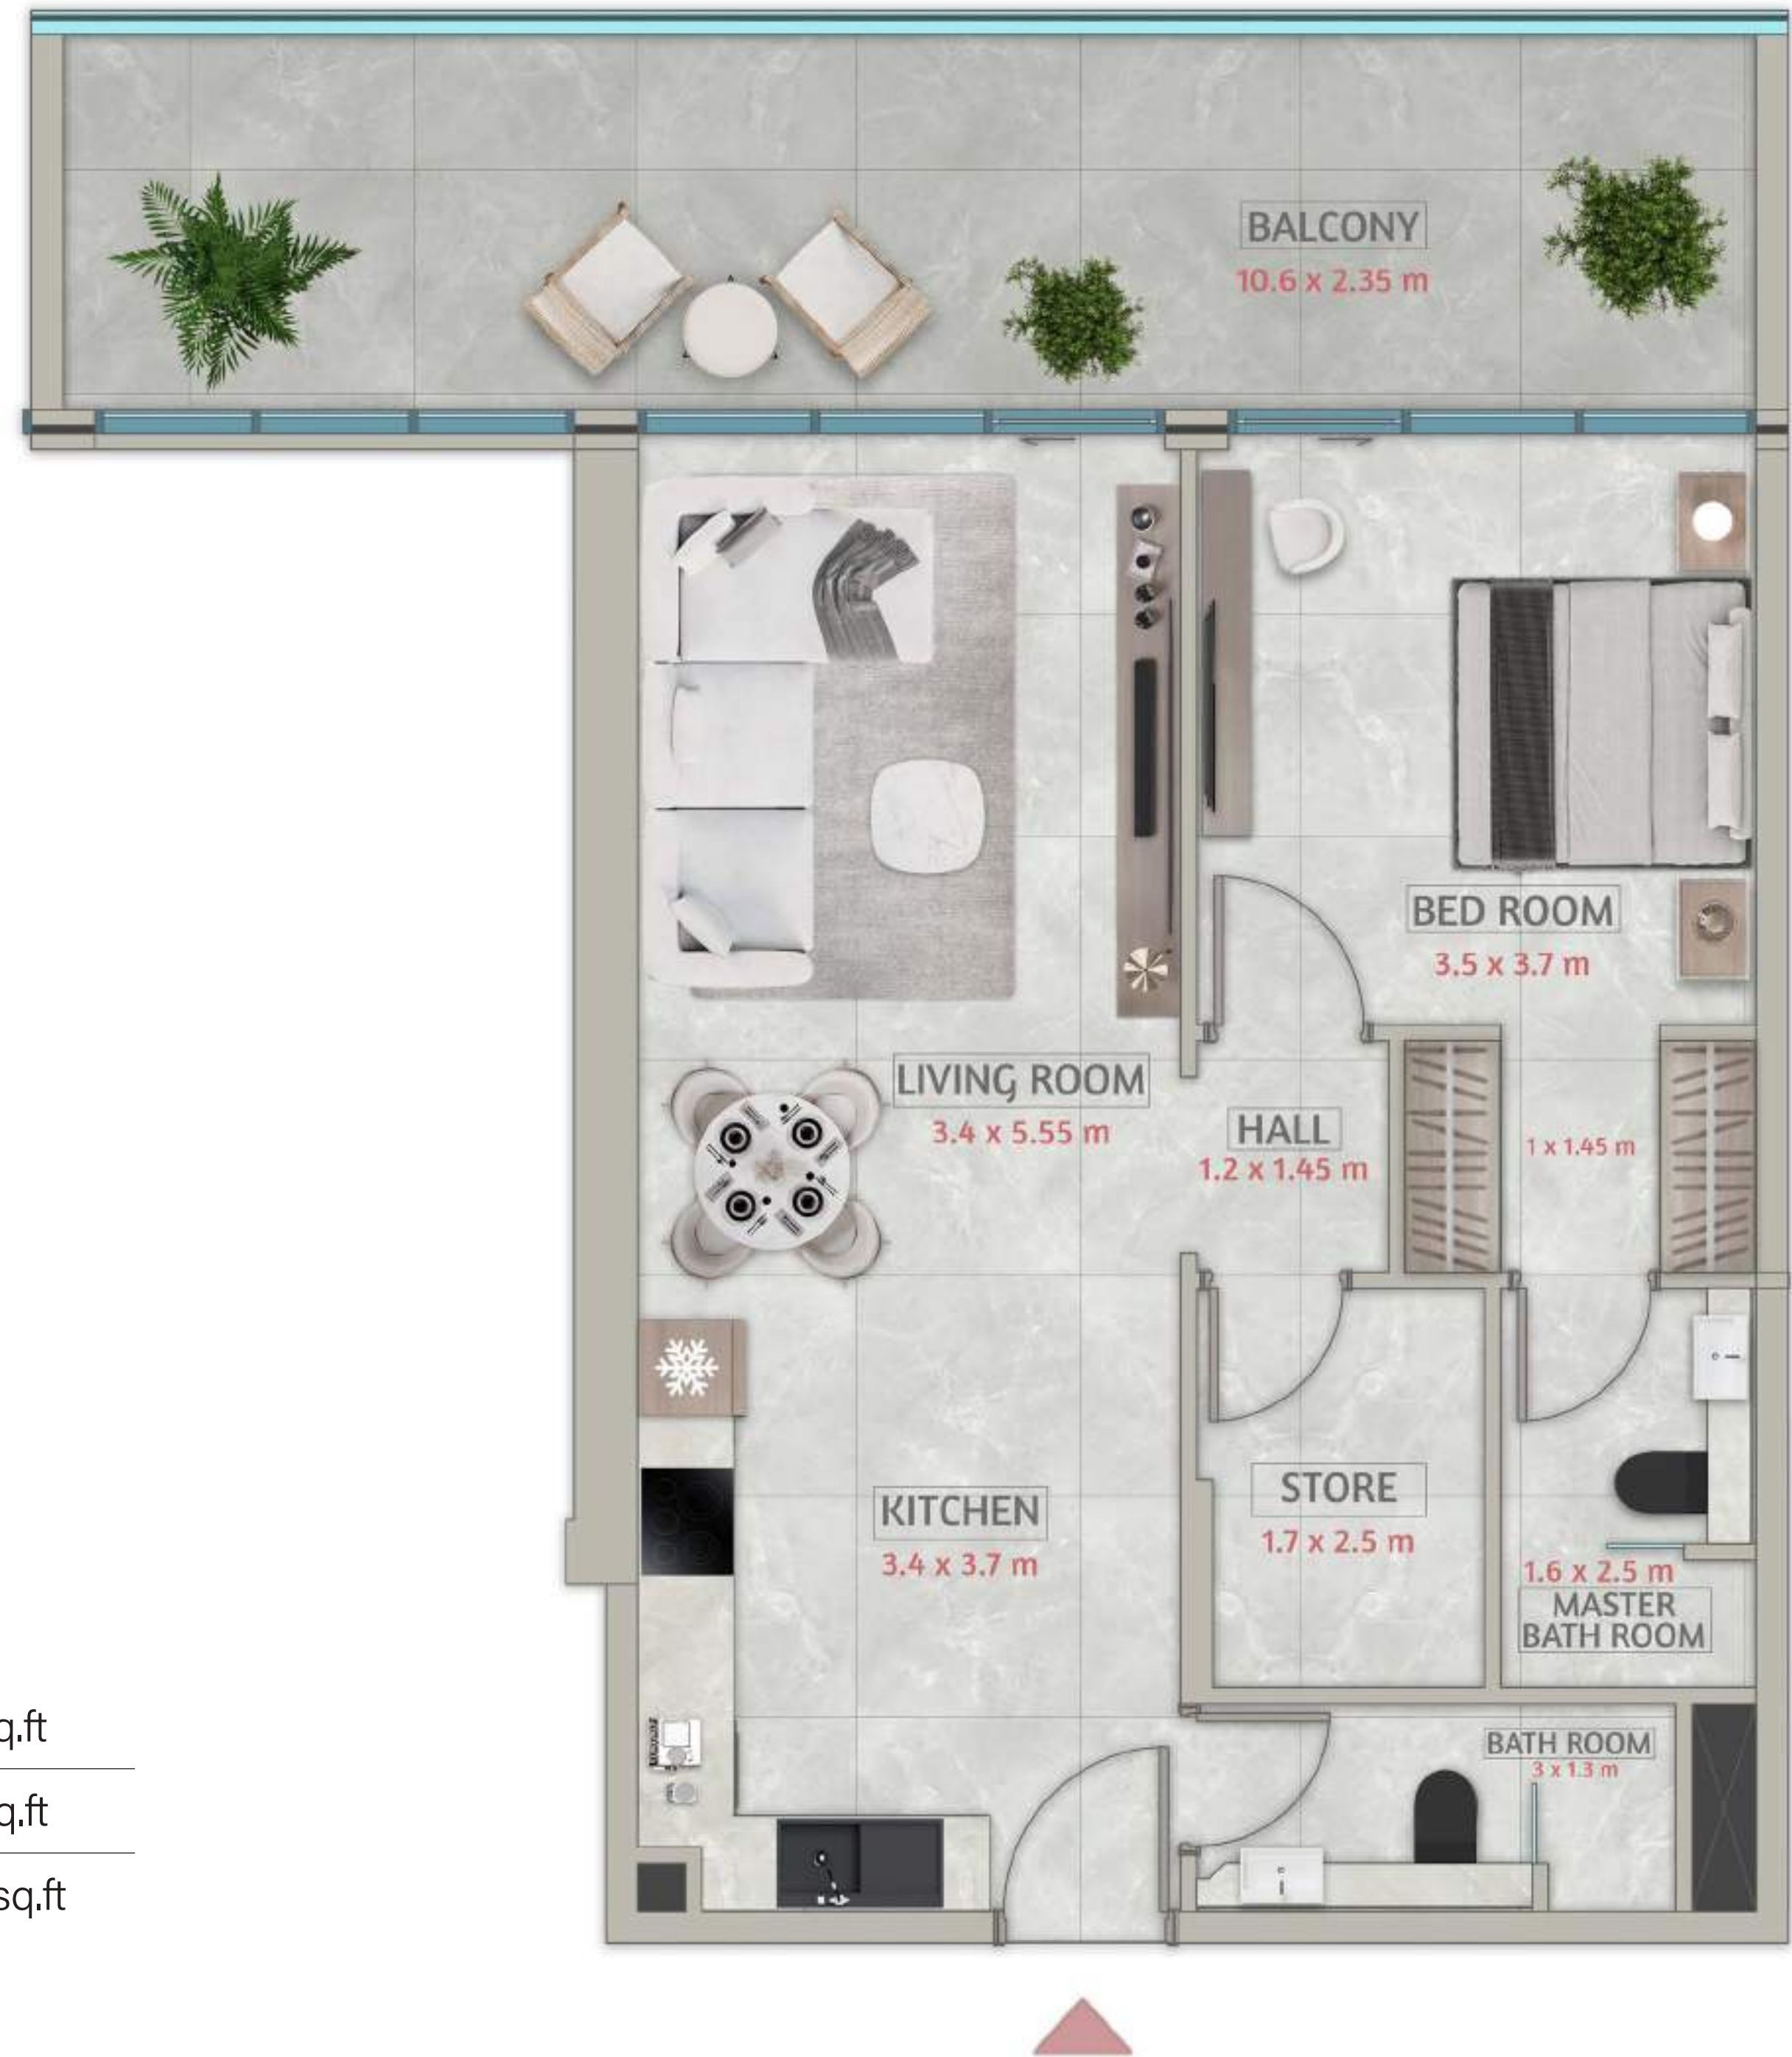 BALCONY
10.6 x 2.35 m
BED ROOM
3.5 x 3.7 m
LIVING ROOM
3.4 x 5.55 m
HALL
1.2 x 1.45 m
1 x 1.45 m
STORE
1.7 x 2.5 m
KITCHEN
3.4 x 3.7 m
1.6 x 2.5 m
MASTER
BATH ROOM
BATH ROOM
3 x 1.3 m
q.ft
q.ft
sq.ft